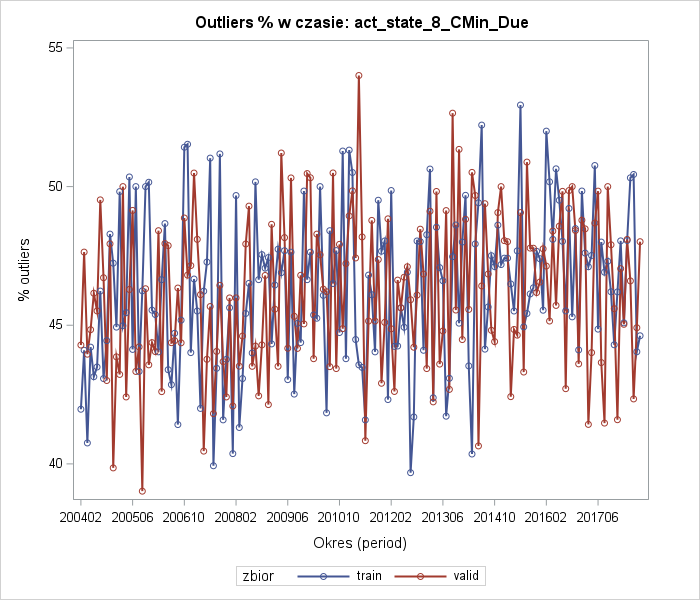 Outliers % w czasie: act_state_8_CMin_Due
% outliers
55
50
45
40
200402 200506 200610 200802 200906 201010 201202 201306 201410 201602 201706
Okres (period)
zbior train valid